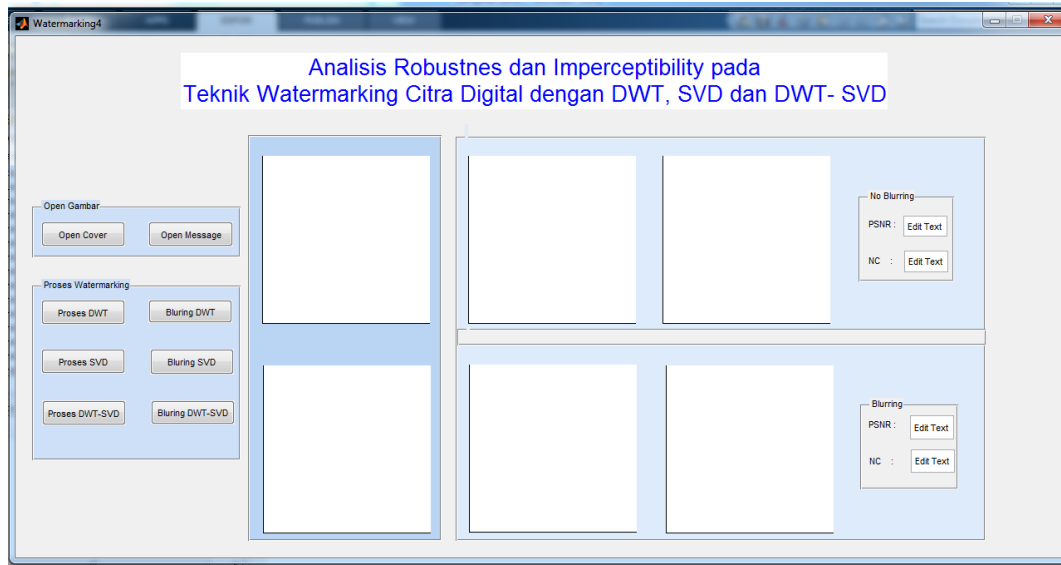 Watermarking4
Analisis Robustnes dan Imperceptibility pada
Teknik Watermarking Citra Digital dengan DWT, SVD dan DWT- SVD
Open Gambar
Open Cover
Open Message
Proses Watermarking
Proses DWT
Bluring DWT
Proses SVD
Bluring SVD
Proses DWT-SVD
Bluring DWT-SVD
No Blurring
PSNR : Edit Text
NC : Edit Text
Blurring
PSNR : Edit Text
NC : Edit Text